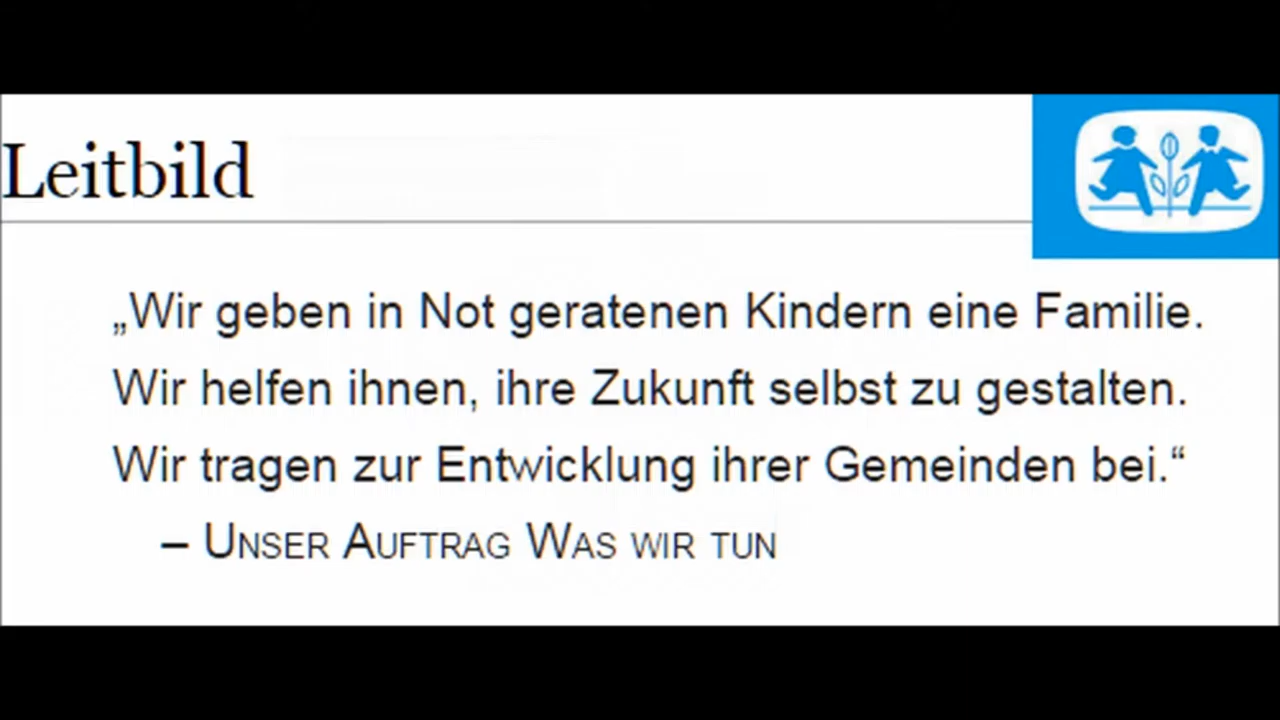 Leitbild
„Wir geben in Not geratenen Kindern eine Familie.
Wir helfen ihnen, ihre Zukunft selbst zu gestalten.
Wir tragen zur Entwicklung ihrer Gemeinden bei.“
– UNSER AUFTRAG WAS WIR TUN